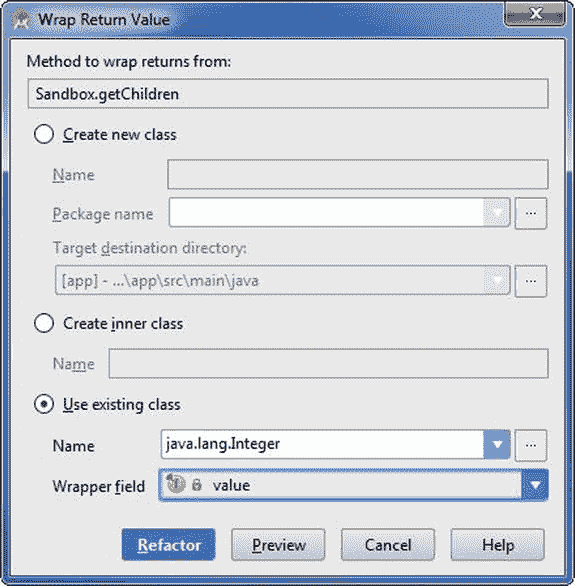 Wrap Return Value
Method to wrap returns from:
Sandbox.getChildren
Create new class
Name
Package name
...
Target destination directory:
[app] - ...\app\src\main\java
...
Create inner class
Name
Use existing class
Name java.lang.Integer ...
Wrapper field value
Refactor Preview Cancel Help